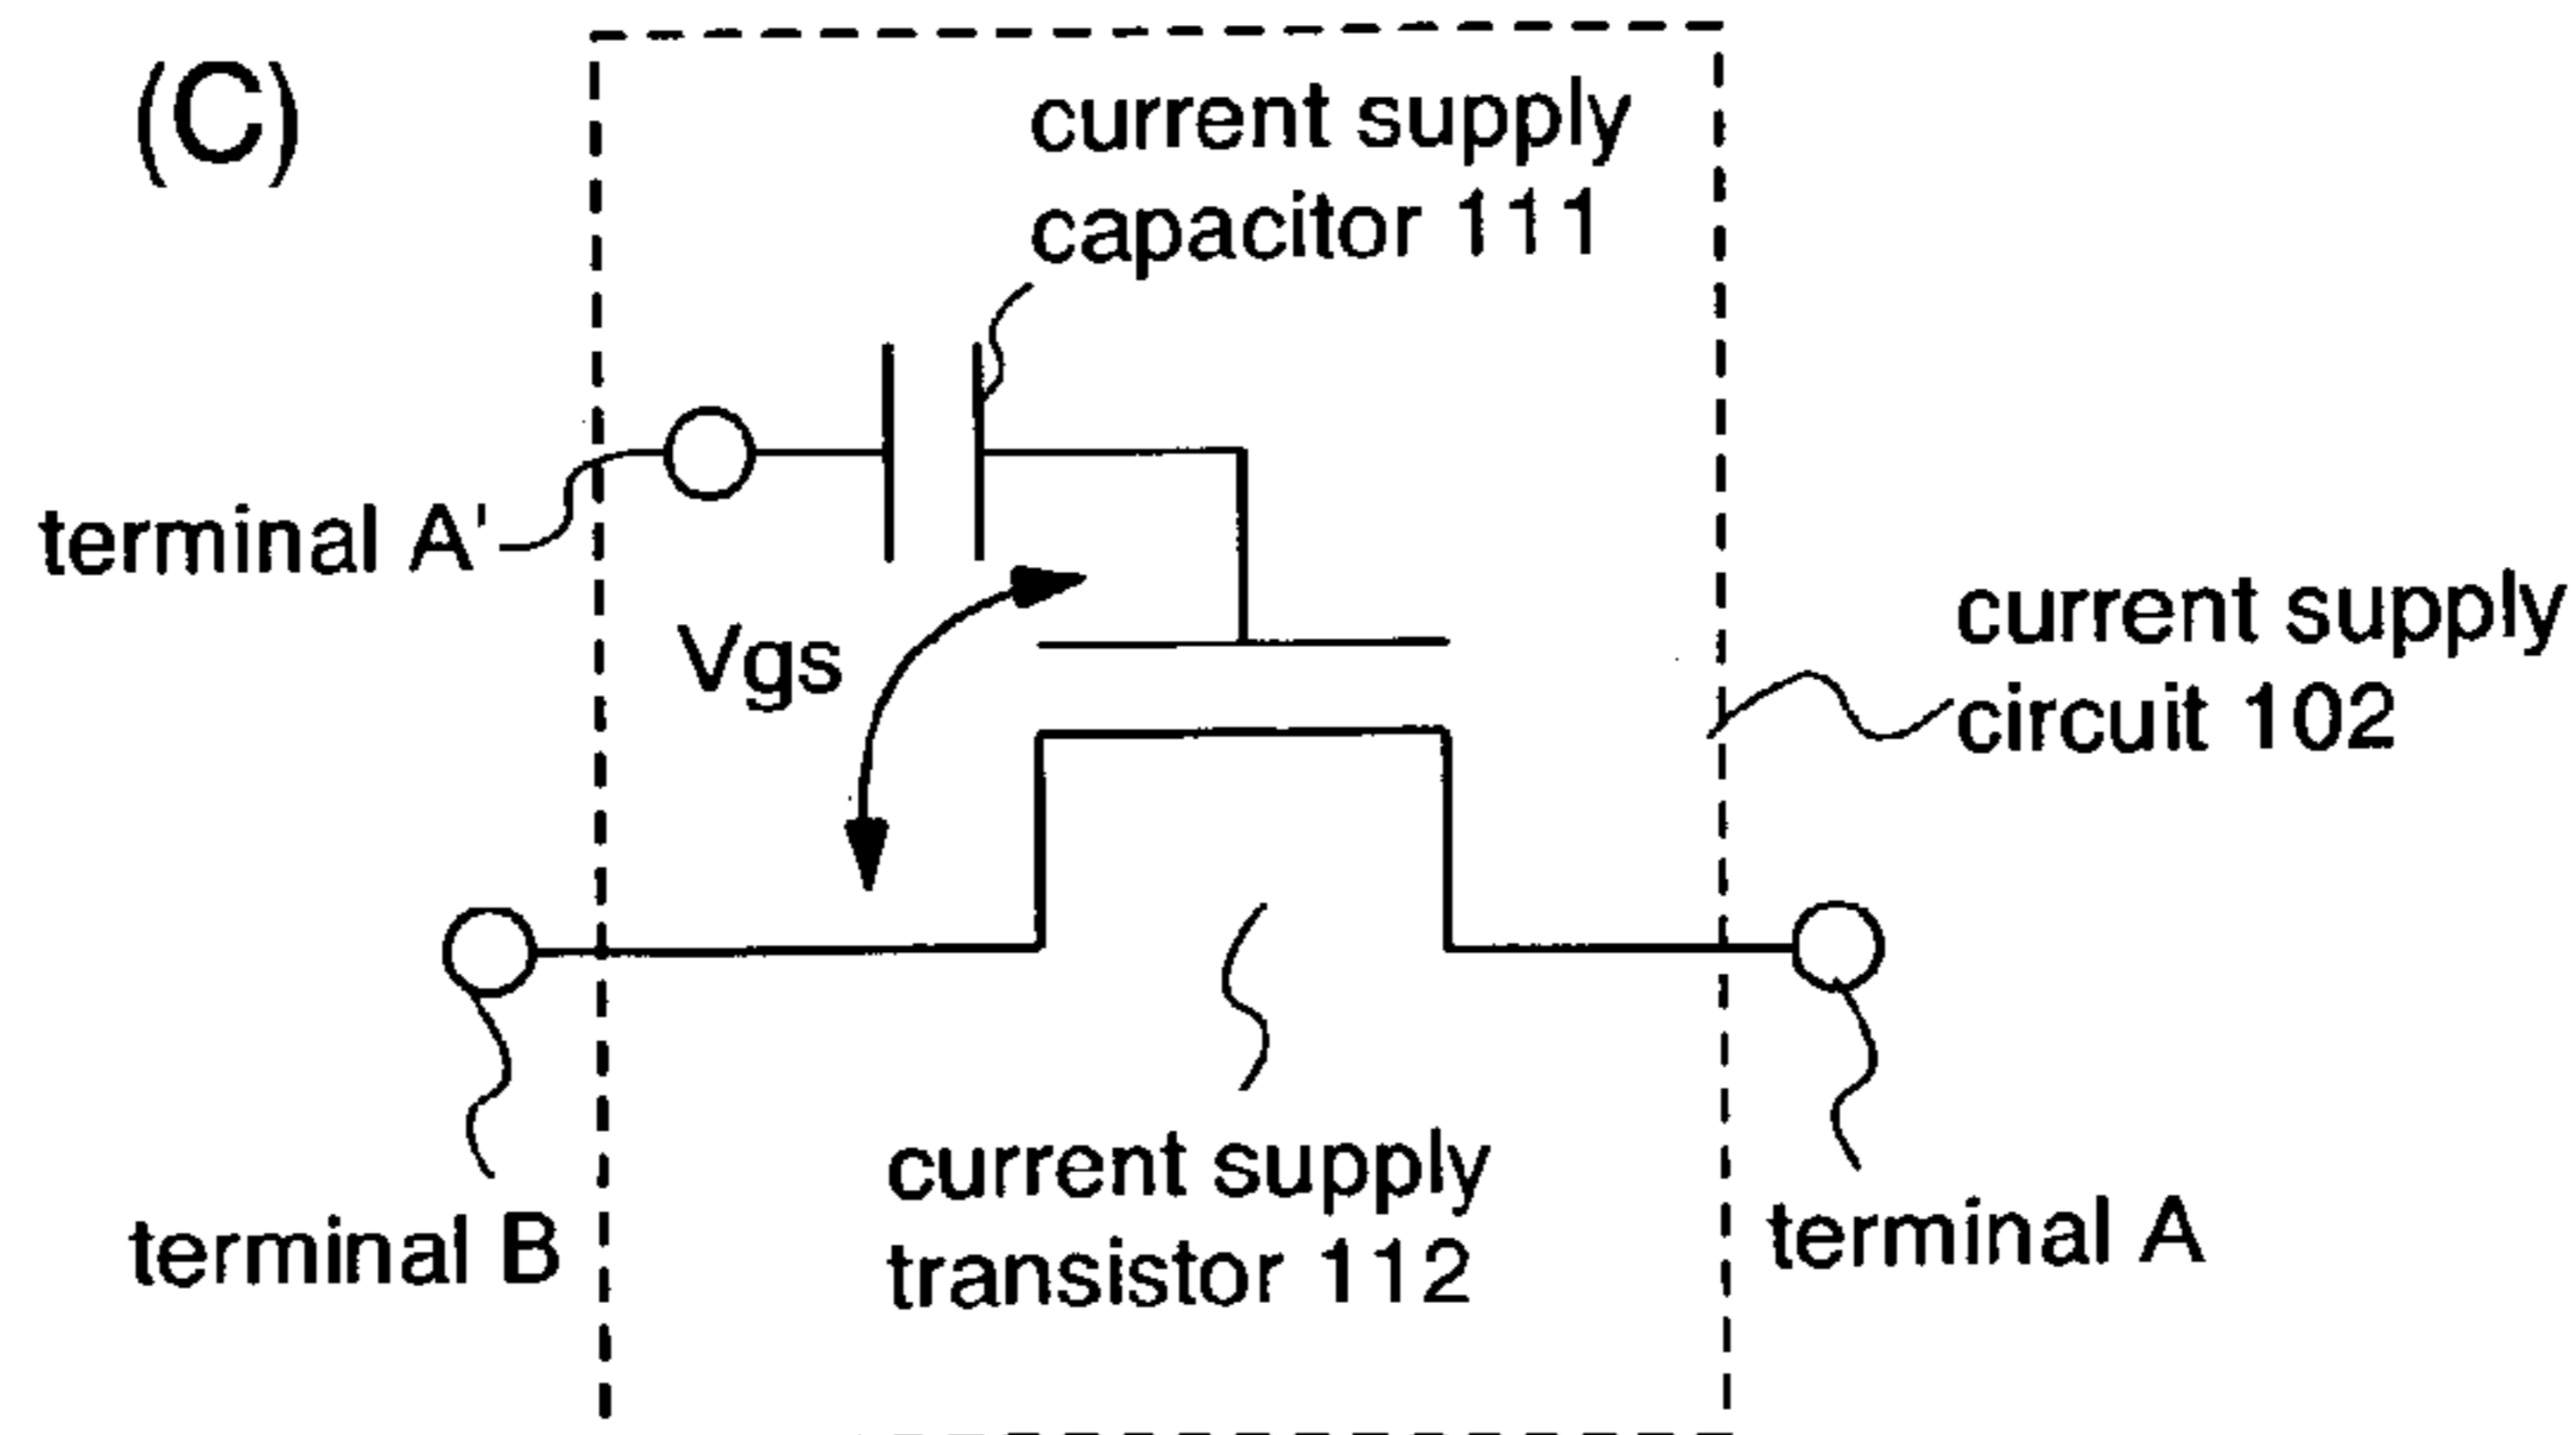 (C)
current supply
capacitor 111
terminal A'
Vgs
current supply
circuit 102
current supply
transistor 112
terminal B
terminal A